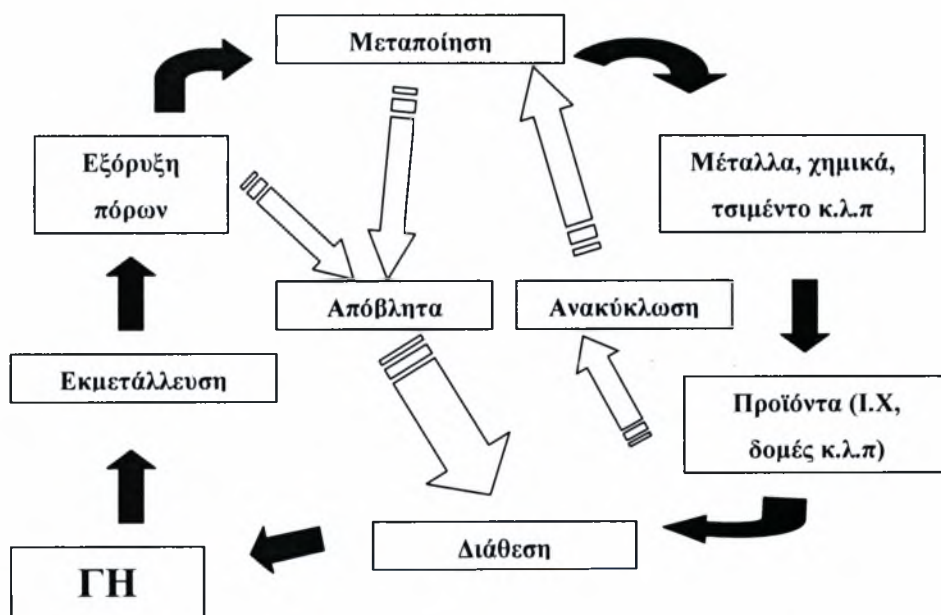 Μεταποίηση
Εξόρυξη
πόρων
Μέταλλα, χημικά,
τσιμέντο κ.λ.π
Απόβλητα
Ανακύκλωση
Εκμετάλλευση
Προϊόντα (Ι.Χ,
δομές κ.λ.π)
Διάθεση
ΓΗ